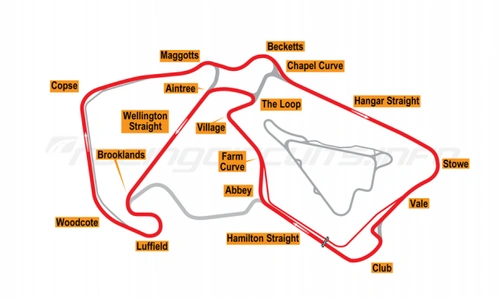 Becketts
Maggotts
Chapel Curve
Copse
Aintree
Hangar Straight
The Loop
Wellington
Straight
Village
Brooklands
Farm
Curve
Stowe
Abbey
Vale
Woodcote
Hamilton Straight
Luffield
Club